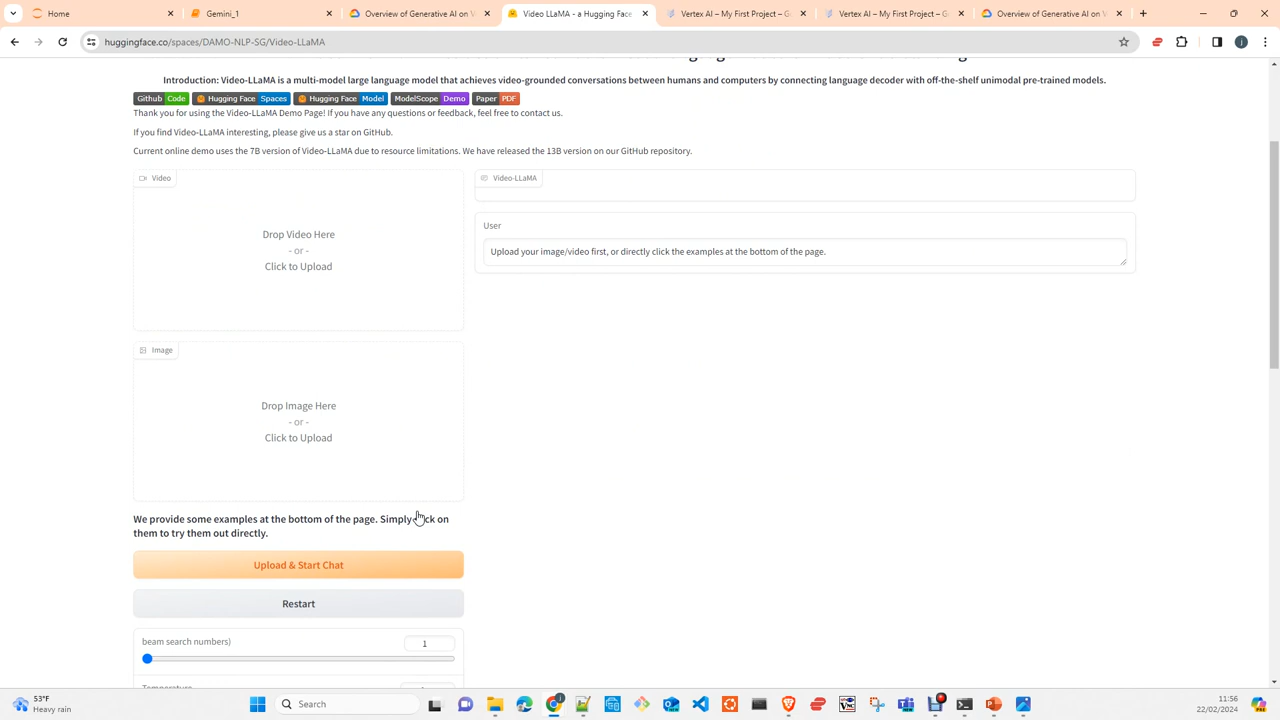 Home
Gemini_1
Overview of Generative AI on V
Video LLaMA - a Hugging Face
Vertex AI – My First Project – G
Vertex AI – My First Project – G
Overview of Generative AI on V
huggingface.co/spaces/DAMO-NLP-SG/Video-LLaMA
Introduction: Video-LLaMA is a multi-model large language model that achieves video-grounded conversations between humans and computers by connecting language decoder with off-the-shelf unimodal pre-trained models.
Github Code Hugging Face Spaces Hugging Face Model ModelScope Demo Paper PDF
Thank you for using the Video-LLaMA Demo Page! If you have any questions or feedback, feel free to contact us.
If you find Video-LLaMA interesting, please give us a star on GitHub.
Current online demo uses the 7B version of Video-LLaMA due to resource limitations. We have released the 13B version on our GitHub repository.
Video
Drop Video Here
- or -
Click to Upload
Video-LLaMA
User
Upload your image/video first, or directly click the examples at the bottom of the page.
Image
Drop Image Here
- or -
Click to Upload
We provide some examples at the bottom of the page. Simply click on
them to try them out directly.
Upload & Start Chat
Restart
beam search numbers)
1
Temperature
53°F
Heavy rain
Search
11:56
22/02/2024